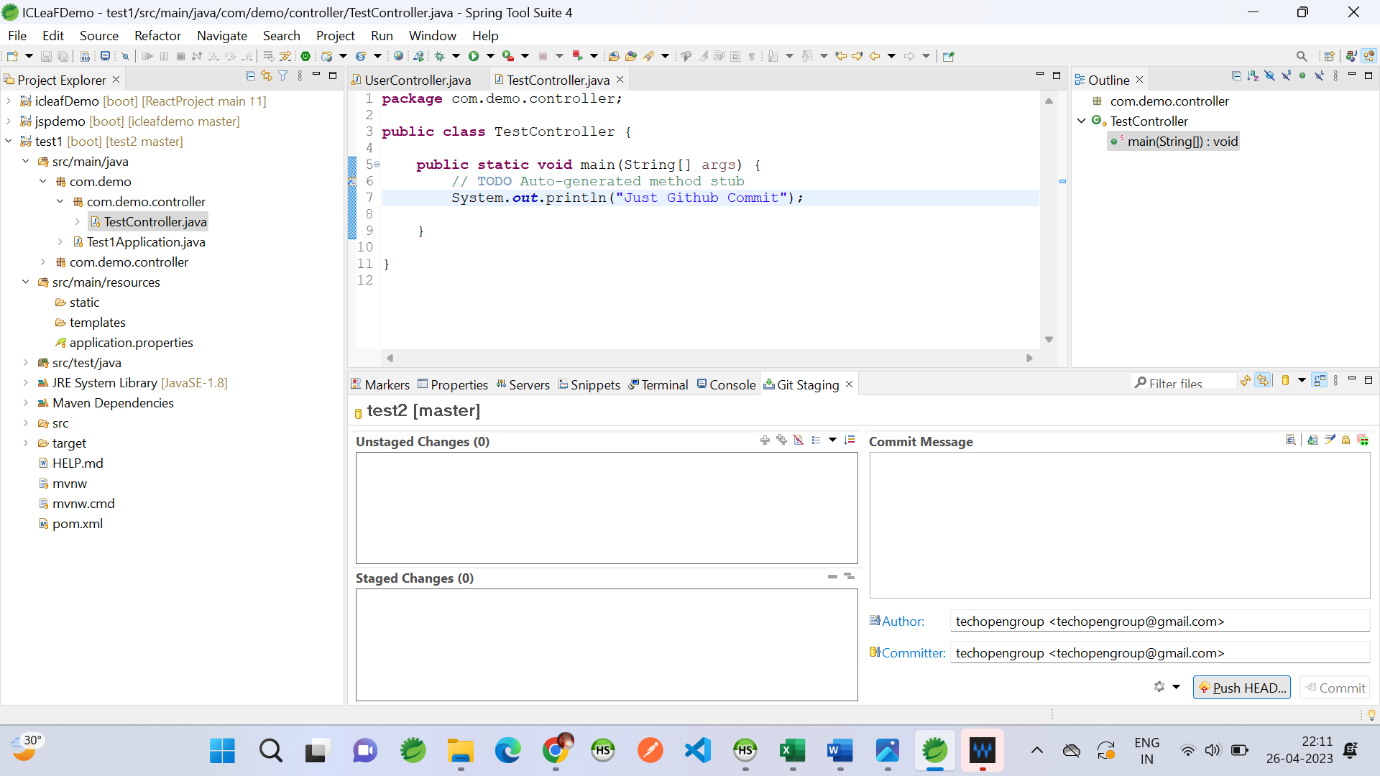 ICLeaFDemo - test1/src/main/java/com/demo/controller/TestController.java - Spring Tool Suite 4
File Edit Source Refactor Navigate Search Project Run Window Help
Project Explorer
icleafDemo [boot] [ReactProject main ↑1]
jspdemo [boot] [icleafdemo master]
test1 [boot] [test2 master]
src/main/java
com.demo
com.demo.controller
TestController.java
Test1Application.java
com.demo.controller
src/main/resources
static
templates
application.properties
src/test/java
JRE System Library [JavaSE-1.8]
Maven Dependencies
src
target
HELP.md
mvnw
mvnw.cmd
pom.xml
UserController.java TestController.java
1 package com.demo.controller;
2
3 public class TestController {
4
5 public static void main(String[] args) {
6 // TODO Auto-generated method stub
7 System.out.println("Just Github Commit");
8
9 }
10
11 }
12
Outline
com.demo.controller
TestController
main(String[]) : void
Markers Properties Servers Snippets Terminal Console Git Staging
Filter files
test2 [master]
Unstaged Changes (0)
Staged Changes (0)
Commit Message
Author: techopengroup <techopengroup@gmail.com>
Committer: techopengroup <techopengroup@gmail.com>
Push HEAD... Commit
30°
HS
HS
ENG
IN
22:11
26-04-2023